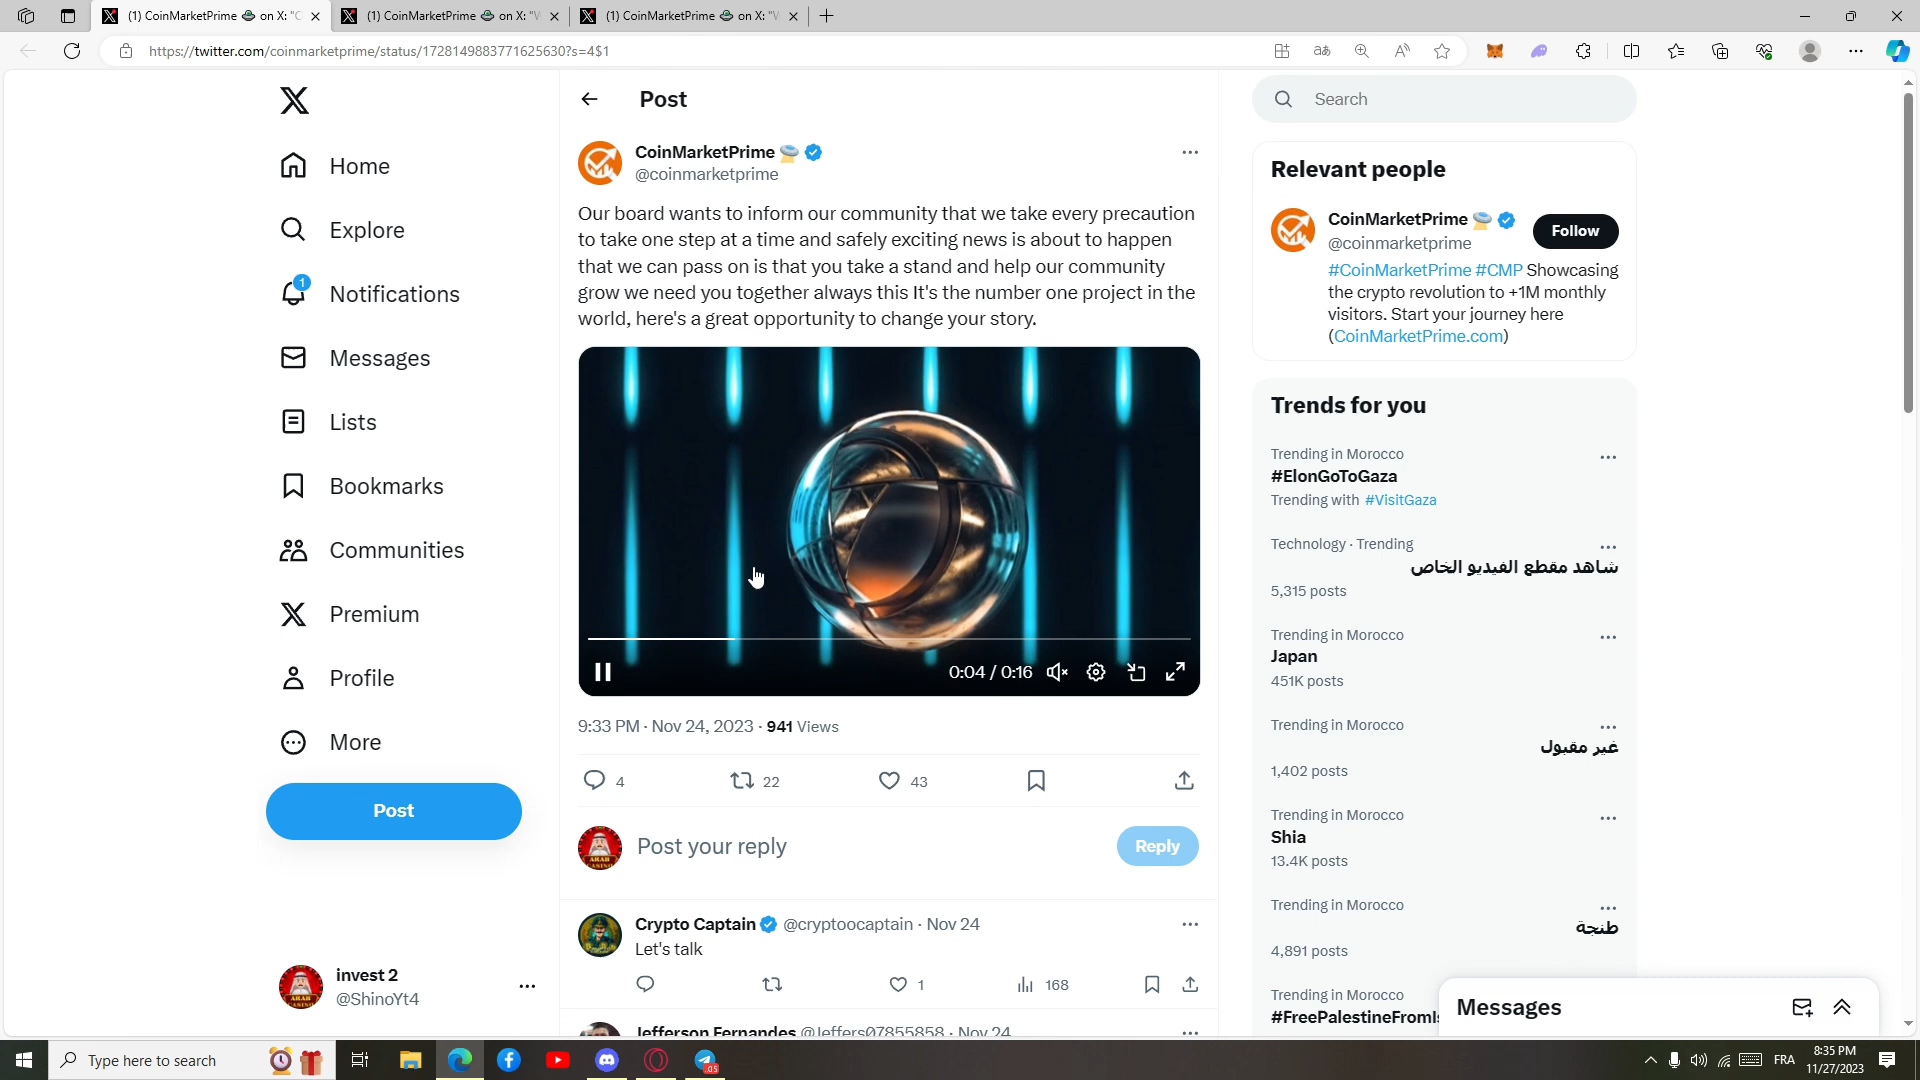 (1) CoinMarketPrime on X: "C
(1) CoinMarketPrime on X: "V
(1) CoinMarketPrime on X: "V
https://twitter.com/coinmarketprime/status/1728149883771625630?s=4$1
Home
Explore
1
Notifications
Messages
Lists
Bookmarks
Communities
Premium
Profile
More
Post
invest 2
@ShinoYt4
Post
CoinMarketPrime
@coinmarketprime
Our board wants to inform our community that we take every precaution
to take one step at a time and safely exciting news is about to happen
that we can pass on is that you take a stand and help our community
grow we need you together always this It's the number one project in the
world, here's a great opportunity to change your story.
0:04 / 0:16
9:33 PM · Nov 24, 2023 · 941 Views
4 22 43
Post your reply
Reply
Crypto Captain @cryptoocaptain · Nov 24
Let's talk
1 168
Jefferson Fernandes @Jeffers07855858 · Nov 24
Search
Relevant people
CoinMarketPrime
@coinmarketprime
Follow
#CoinMarketPrime #CMP Showcasing
the crypto revolution to +1M monthly
visitors. Start your journey here
(CoinMarketPrime.com)
Trends for you
Trending in Morocco
#ElonGoToGaza
Trending with #VisitGaza
Technology · Trending
شاهد مقطع الفيديو الخاص
5,315 posts
Trending in Morocco
Japan
451K posts
Trending in Morocco
غير مقبول
1,402 posts
Trending in Morocco
Shia
13.4K posts
Trending in Morocco
طنجة
4,891 posts
Trending in Morocco
Messages
Type here to search
FRA
8:35 PM
11/27/2023